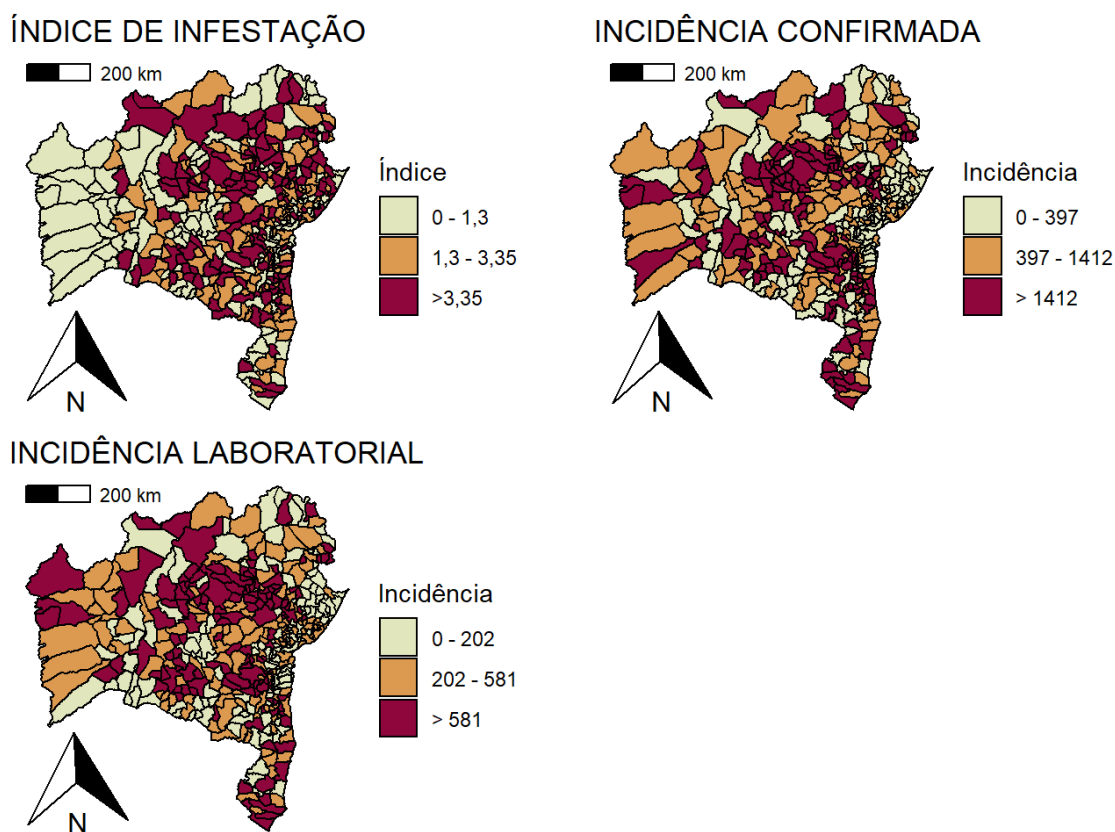 ÍNDICE DE INFESTAÇÃO
200 km
Índice
0 - 1,3
1,3 - 3,35
>3,35
N
INCIDÊNCIA CONFIRMADA
200 km
Incidência
0 - 397
397 - 1412
> 1412
N
INCIDÊNCIA LABORATORIAL
200 km
Incidência
0 - 202
202 - 581
> 581
N